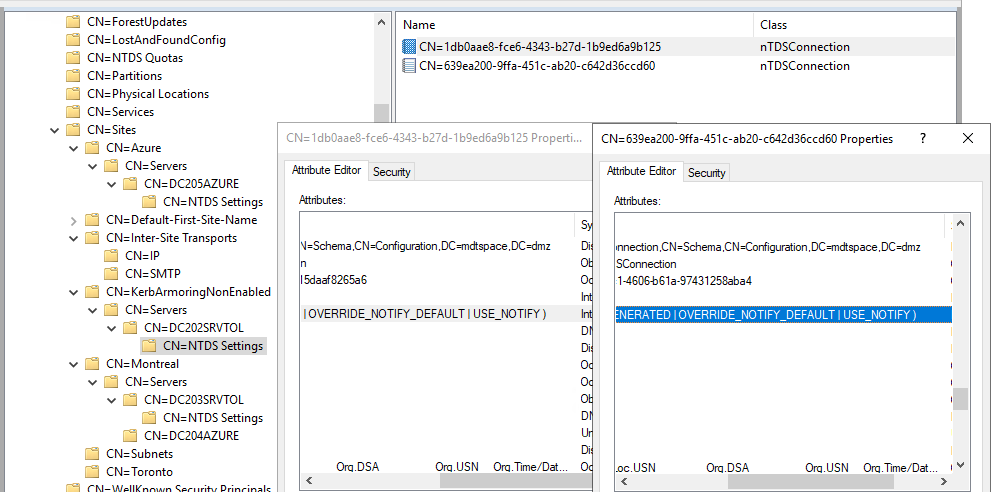 CN=ForestUpdates
CN=LostAndFoundConfig
CN=NTDS Quotas
CN=Partitions
CN=Physical Locations
CN=Services
CN=Sites
CN=Azure
CN=Servers
CN=DC205AZURE
CN=NTDS Settings
CN=Default-First-Site-Name
CN=Inter-Site Transports
CN=IP
CN=SMTP
CN=KerbArmoringNonEnabled
CN=Servers
CN=DC202SRVTOL
CN=NTDS Settings
CN=Montreal
CN=Servers
CN=DC203SRVTOL
CN=NTDS Settings
CN=DC204AZURE
CN=Subnets
CN=Toronto
CN=WellKnown Security Principals
Name Class
CN=1db0aae8-fce6-4343-b27d-1b9ed6a9b125 nTDSConnection
CN=639ea200-9ffa-451c-ab20-c642d36ccd60 nTDSConnection
CN=1db0aae8-fce6-4343-b27d-1b9ed6a9b125 Properti...
Attribute Editor Security
Attributes:
Sy
N=Schema,CN=Configuration,DC=mdtspace,DC=dmz Dis
n Ob
l5daaf8265a6 Oc
Int
| OVERRIDE_NOTIFY_DEFAULT | USE_NOTIFY ) Int
DN
Dis
Oc
Oc
Ob
DN
Un
Dis
Org.DSA Org.USN Org.Time/Dat... Oc
CN=639ea200-9ffa-451c-ab20-c642d36ccd60 Properties ?
Attribute Editor Security
Attributes:
onnection,CN=Schema,CN=Configuration,DC=mdtspace,DC=dmz
SConnection
:1-4606-b61a-97431258aba4
ENERATED | OVERRIDE_NOTIFY_DEFAULT | USE_NOTIFY )
.oc.USN Org.DSA Org.USN Org.Time/Dat...